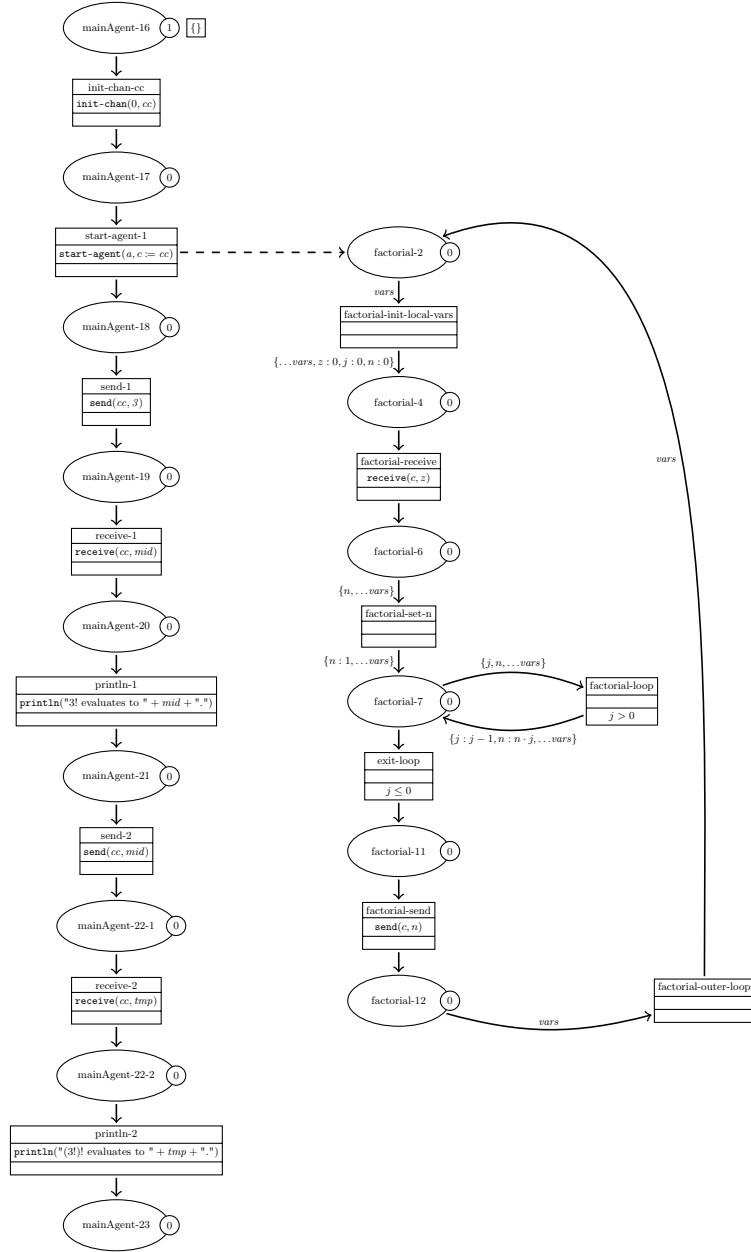 mainAgent-16
1
{}
init-chan-cc
init-chan(0, cc)
mainAgent-17
0
start-agent-1
start-agent(a, c := cc)
mainAgent-18
0
send-1
send(cc, 3)
mainAgent-19
0
receive-1
receive(cc, mid)
mainAgent-20
0
println-1
println("3! evaluates to " + mid + ".")
mainAgent-21
0
send-2
send(cc, mid)
mainAgent-22-1
0
receive-2
receive(cc, tmp)
mainAgent-22-2
0
println-2
println("(3!)! evaluates to " + tmp + ".")
mainAgent-23
0
factorial-2
0
vars
factorial-init-local-vars
{…vars, z : 0, j : 0, n : 0}
factorial-4
0
factorial-receive
receive(c, z)
factorial-6
0
{n, …vars}
factorial-set-n
{n : 1, …vars}
factorial-7
0
{j, n, …vars}
factorial-loop
j > 0
{j : j − 1, n : n · j, …vars}
exit-loop
j ≤ 0
factorial-11
0
factorial-send
send(c, n)
factorial-12
0
vars
factorial-outer-loop
vars